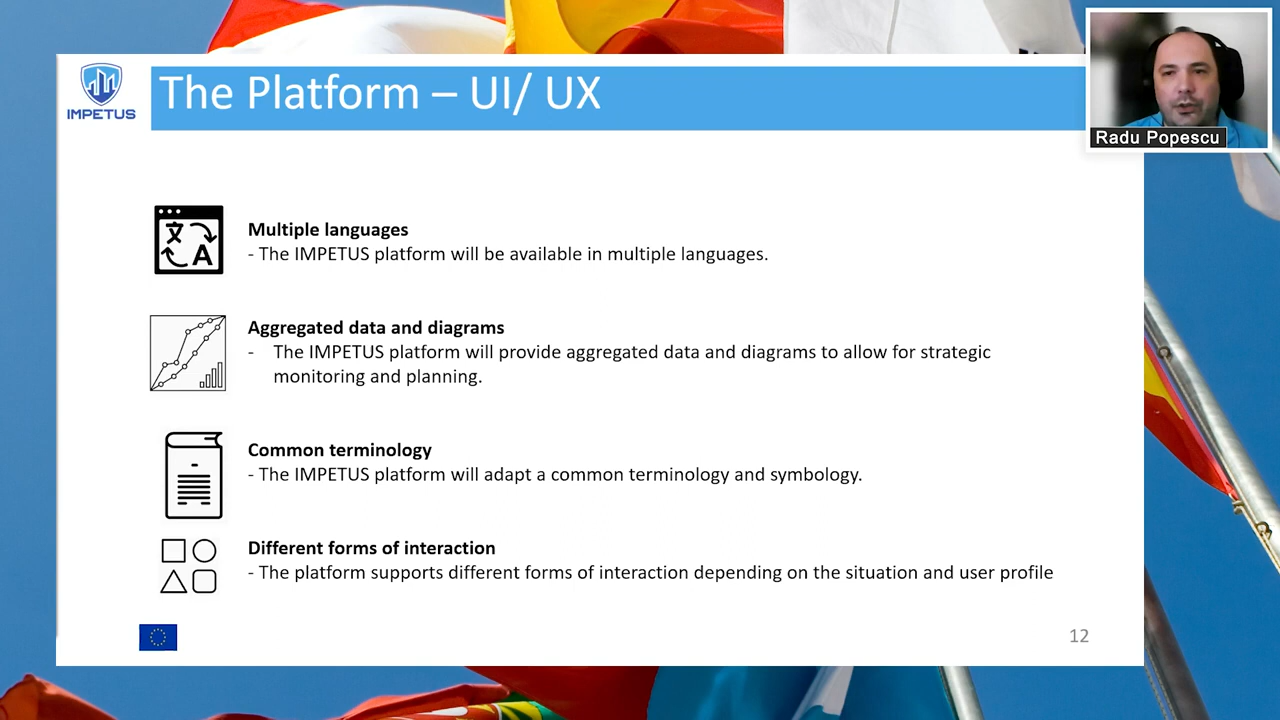 IMPETUS
The Platform – UI/ UX
Radu Popescu
文
A
Multiple languages
- The IMPETUS platform will be available in multiple languages.
Aggregated data and diagrams
- The IMPETUS platform will provide aggregated data and diagrams to allow for strategic
monitoring and planning.
Common terminology
- The IMPETUS platform will adapt a common terminology and symbology.
Different forms of interaction
- The platform supports different forms of interaction depending on the situation and user profile
12